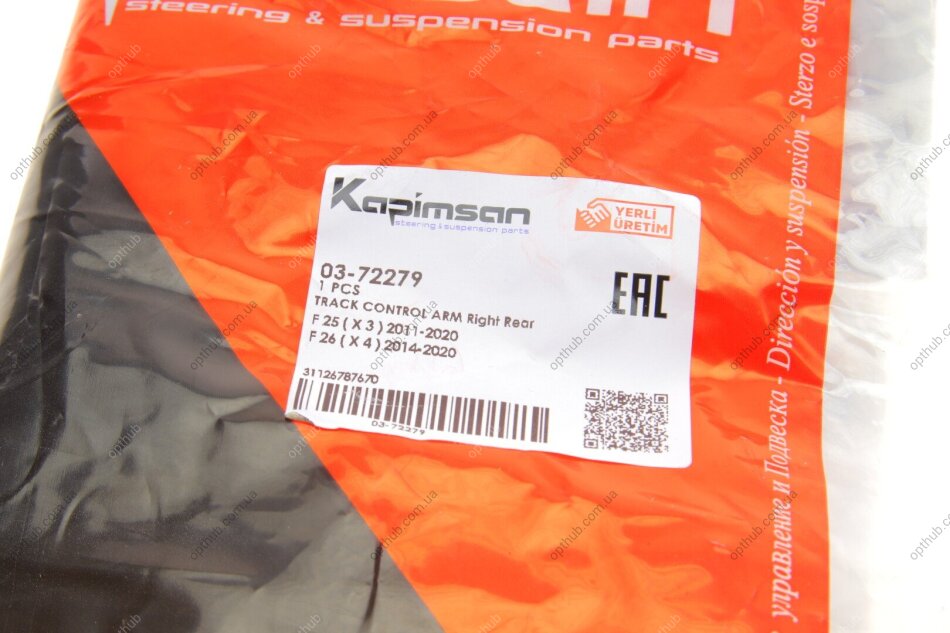 steering & suspension parts
Kapimsan
steering & suspension parts
YERLİ
ÜRETİM
03-72279
1 PCS
TRACK CONTROL ARM Right Rear
F 25 ( X 3 ) 2011-2020
F 26 ( X 4 ) 2014-2020
EAC
31126787670
03-72279
управление и Подвеска - Dirección y suspensión - Sterzo e sosp
opthub.com.ua